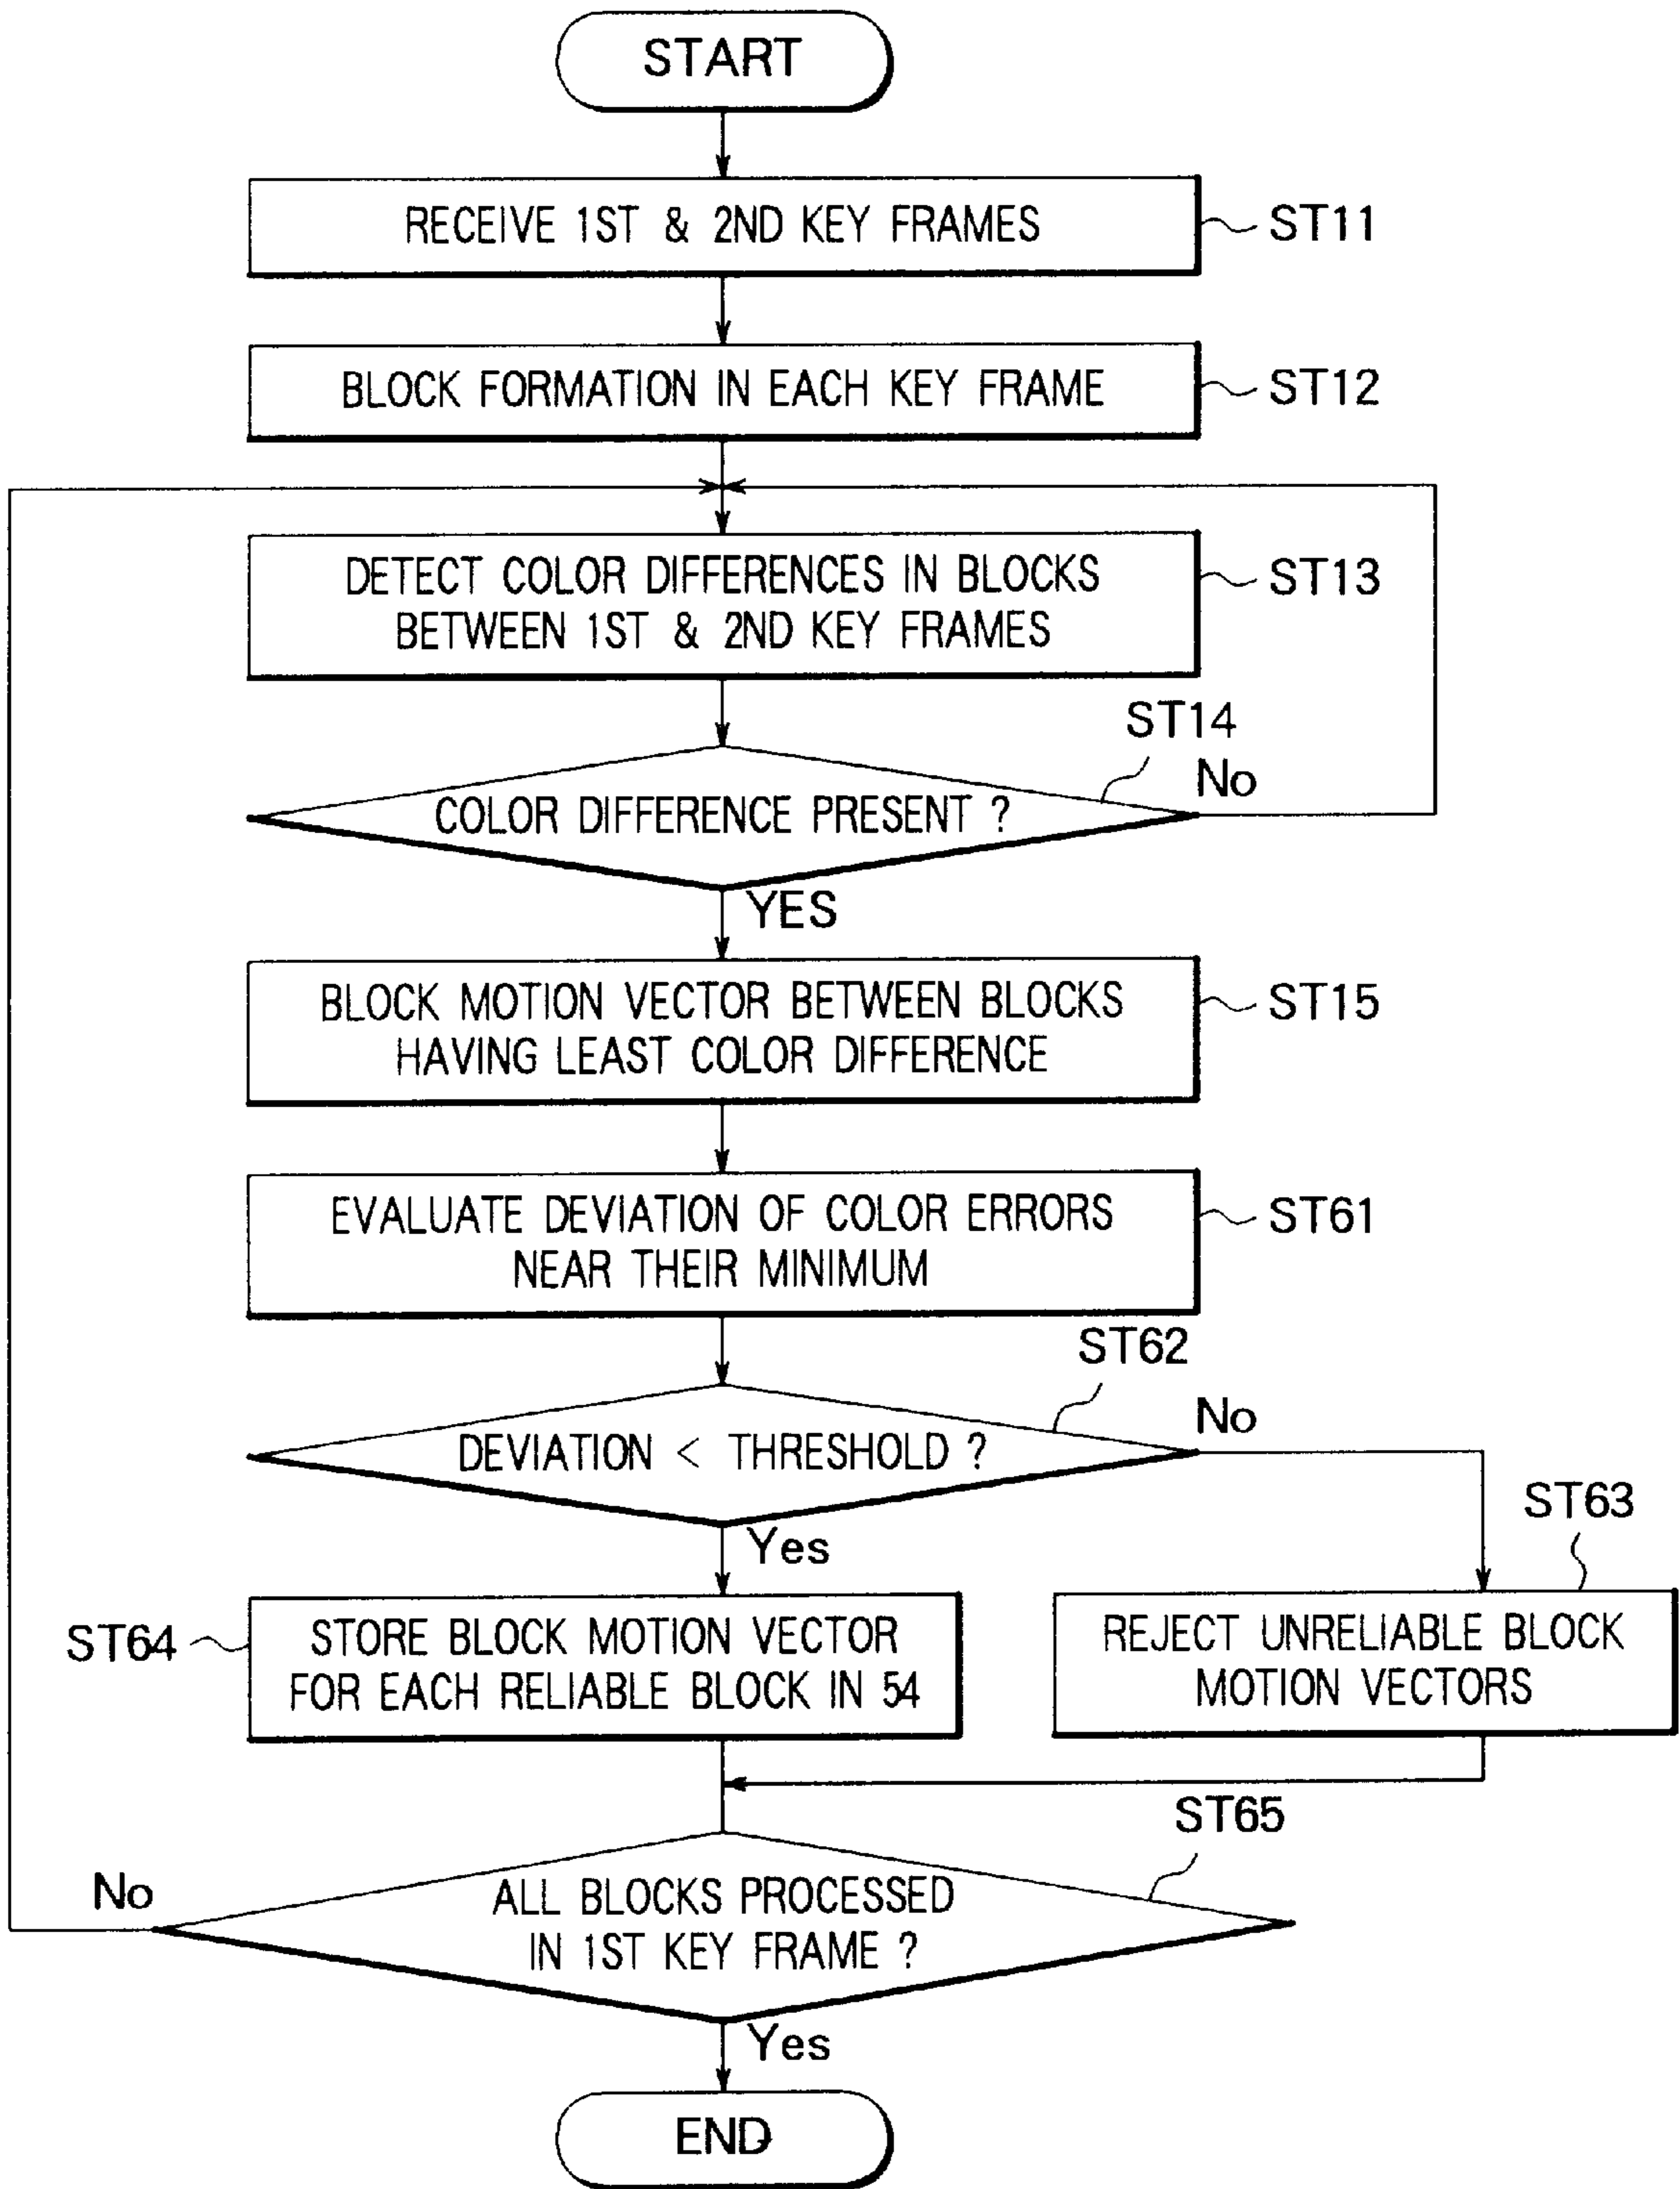 START
RECEIVE 1ST & 2ND KEY FRAMES
ST11
BLOCK FORMATION IN EACH KEY FRAME
ST12
DETECT COLOR DIFFERENCES IN BLOCKS
BETWEEN 1ST & 2ND KEY FRAMES
ST13
ST14
COLOR DIFFERENCE PRESENT ?
No
YES
BLOCK MOTION VECTOR BETWEEN BLOCKS
HAVING LEAST COLOR DIFFERENCE
ST15
EVALUATE DEVIATION OF COLOR ERRORS
NEAR THEIR MINIMUM
ST61
ST62
DEVIATION < THRESHOLD ?
No
Yes
ST63
ST64
STORE BLOCK MOTION VECTOR
FOR EACH RELIABLE BLOCK IN 54
REJECT UNRELIABLE BLOCK
MOTION VECTORS
ST65
No
ALL BLOCKS PROCESSED
IN 1ST KEY FRAME ?
Yes
END